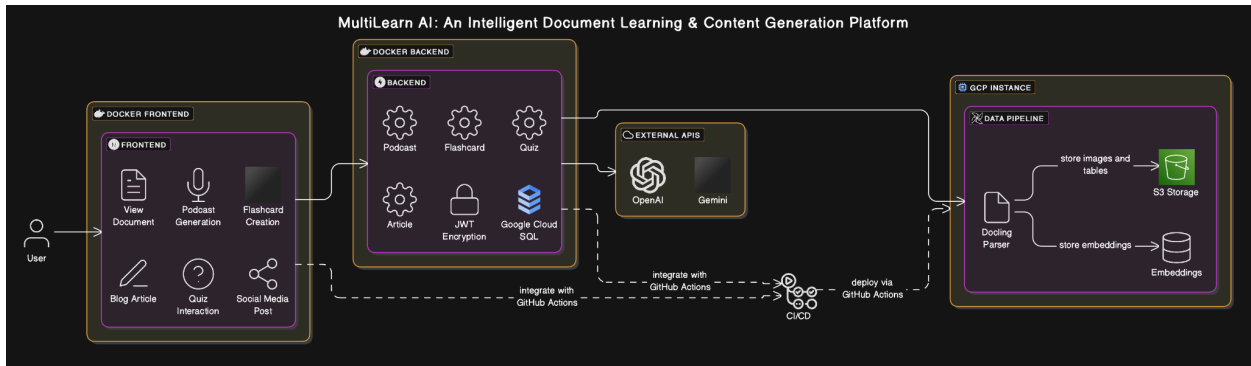 MultiLearn AI: An Intelligent Document Learning & Content Generation Platform
DOCKER BACKEND
BACKEND
Podcast
Flashcard
Quiz
Article
JWT
Encryption
Google Cloud
SQL
DOCKER FRONTEND
FRONTEND
View
Document
Podcast
Generation
Flashcard
Creation
Blog Article
Quiz
Interaction
Social Media
Post
User
EXTERNAL APIS
OpenAI
Gemini
GCP INSTANCE
DATA PIPELINE
store images and
tables
S3 Storage
Docling
Parser
store embeddings
Embeddings
integrate with
GitHub Actions
integrate with
GitHub Actions
deploy via
GitHub Actions
CI/CD